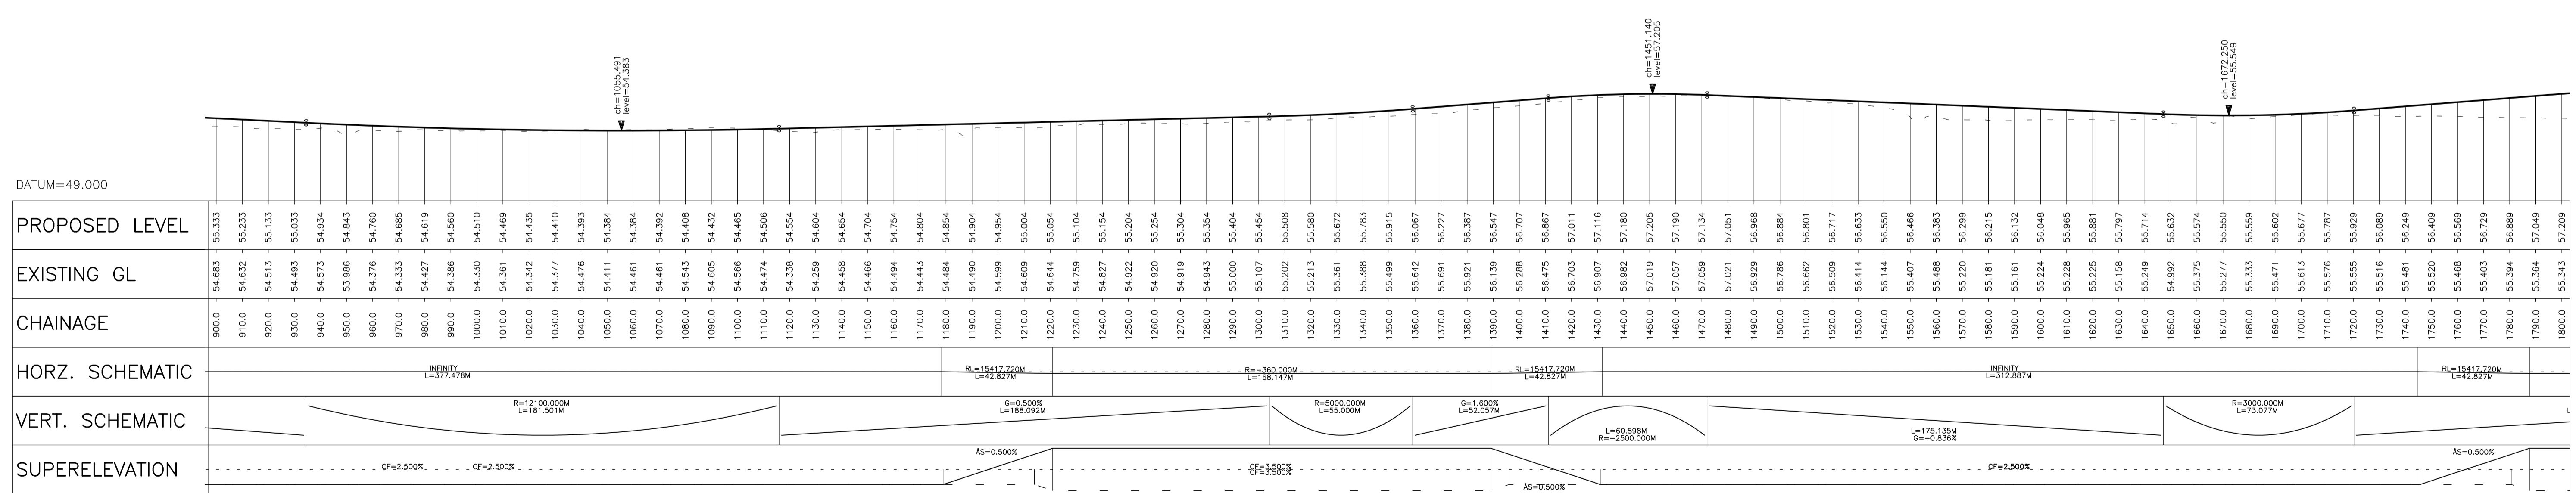 ch=1055.491
level=54.383
ch=1451.140
level=57.205
ch=1672.250
level=55.549
DATUM=49.000
PROPOSED LEVEL 55.333 55.233 55.133 55.033 54.934 54.843 54.760 54.685 54.619 54.560 54.510 54.469 54.435 54.410 54.393 54.384 54.384 54.392 54.408 54.432 54.465 54.506 54.554 54.604 54.654 54.704 54.754 54.804 54.854 54.904 54.954 55.004 55.054 55.104 55.154 55.204 55.254 55.304 55.354 55.404 55.454 55.508 55.580 55.672 55.783 55.915 56.067 56.227 56.387 56.547 56.707 56.867 57.011 57.116 57.180 57.205 57.190 57.134 57.051 56.968 56.884 56.801 56.717 56.633 56.550 56.466 56.383 56.299 56.215 56.132 56.048 55.965 55.881 55.797 55.714 55.632 55.574 55.550 55.559 55.602 55.677 55.787 55.929 56.089 56.249 56.409 56.569 56.729 56.889 57.049 57.209
EXISTING GL 54.683 54.632 54.513 54.493 54.573 53.986 54.376 54.333 54.427 54.386 54.330 54.361 54.342 54.377 54.476 54.411 54.461 54.461 54.543 54.605 54.566 54.474 54.338 54.259 54.458 54.466 54.494 54.443 54.484 54.490 54.599 54.609 54.644 54.759 54.827 54.922 54.920 54.919 54.943 55.000 55.107 55.202 55.213 55.361 55.388 55.499 55.642 55.691 55.921 56.139 56.288 56.475 56.703 56.907 56.982 57.019 57.057 57.059 57.021 56.929 56.786 56.662 56.509 56.414 56.144 55.407 55.488 55.220 55.181 55.161 55.224 55.228 55.225 55.158 55.249 54.992 55.375 55.277 55.333 55.471 55.613 55.576 55.555 55.516 55.481 55.520 55.468 55.403 55.394 55.364 55.343
CHAINAGE 900.0 910.0 920.0 930.0 940.0 950.0 960.0 970.0 980.0 990.0 1000.0 1010.0 1020.0 1030.0 1040.0 1050.0 1060.0 1070.0 1080.0 1090.0 1100.0 1110.0 1120.0 1130.0 1140.0 1150.0 1160.0 1170.0 1180.0 1190.0 1200.0 1210.0 1220.0 1230.0 1240.0 1250.0 1260.0 1270.0 1280.0 1290.0 1300.0 1310.0 1320.0 1330.0 1340.0 1350.0 1360.0 1370.0 1380.0 1390.0 1400.0 1410.0 1420.0 1430.0 1440.0 1450.0 1460.0 1470.0 1480.0 1490.0 1500.0 1510.0 1520.0 1530.0 1540.0 1550.0 1560.0 1570.0 1580.0 1590.0 1600.0 1610.0 1620.0 1630.0 1640.0 1650.0 1660.0 1670.0 1680.0 1690.0 1700.0 1710.0 1720.0 1730.0 1740.0 1750.0 1760.0 1770.0 1780.0 1790.0 1800.0
HORZ. SCHEMATIC
INFINITY
L=377.478M
RL=15417.720M
L=42.827M
R=-360.000M
L=168.147M
RL=15417.720M
L=42.827M
INFINITY
L=312.887M
RL=15417.720M
L=42.827M
VERT. SCHEMATIC
R=12100.000M
L=181.501M
G=0.500%
L=188.092M
R=5000.000M
L=55.000M
G=1.600%
L=52.057M
L=60.898M
R=-2500.000M
L=175.135M
G=-0.836%
R=3000.000M
L=73.077M
L
SUPERELEVATION
CF=2.500% CF=2.500%
ÅS=0.500%
CF=3.500%
CF=3.500%
ÅS=0.500%
CF=2.500%
ÅS=0.500%